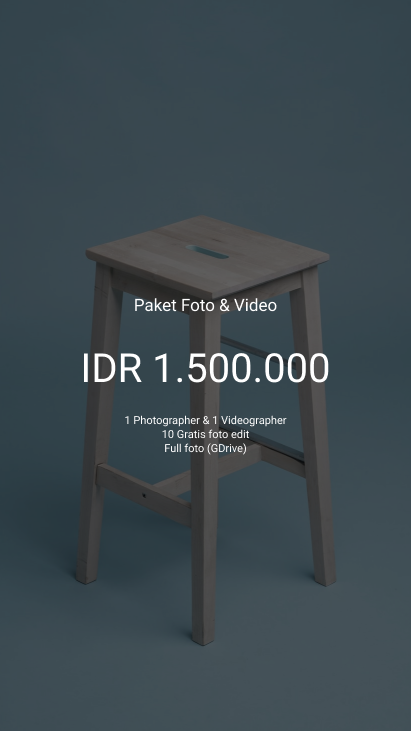 Paket Foto & Video
IDR 1.500.000
1 Photographer & 1 Videographer
10 Gratis foto edit
Full foto (GDrive)